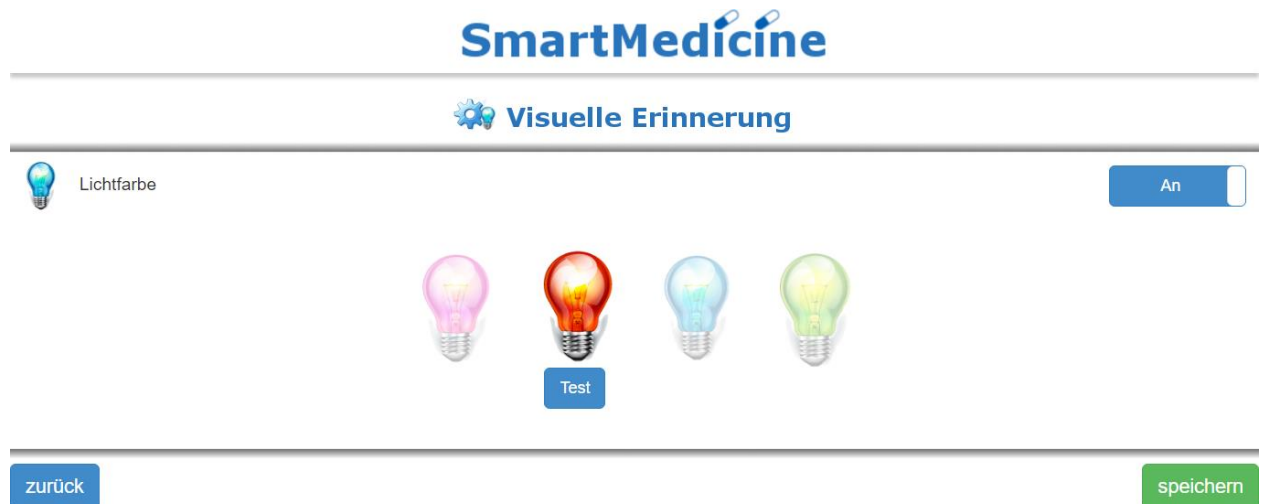 SmartMedicine
Visuelle Erinnerung
Lichtfarbe
An
Test
zurück
speichern